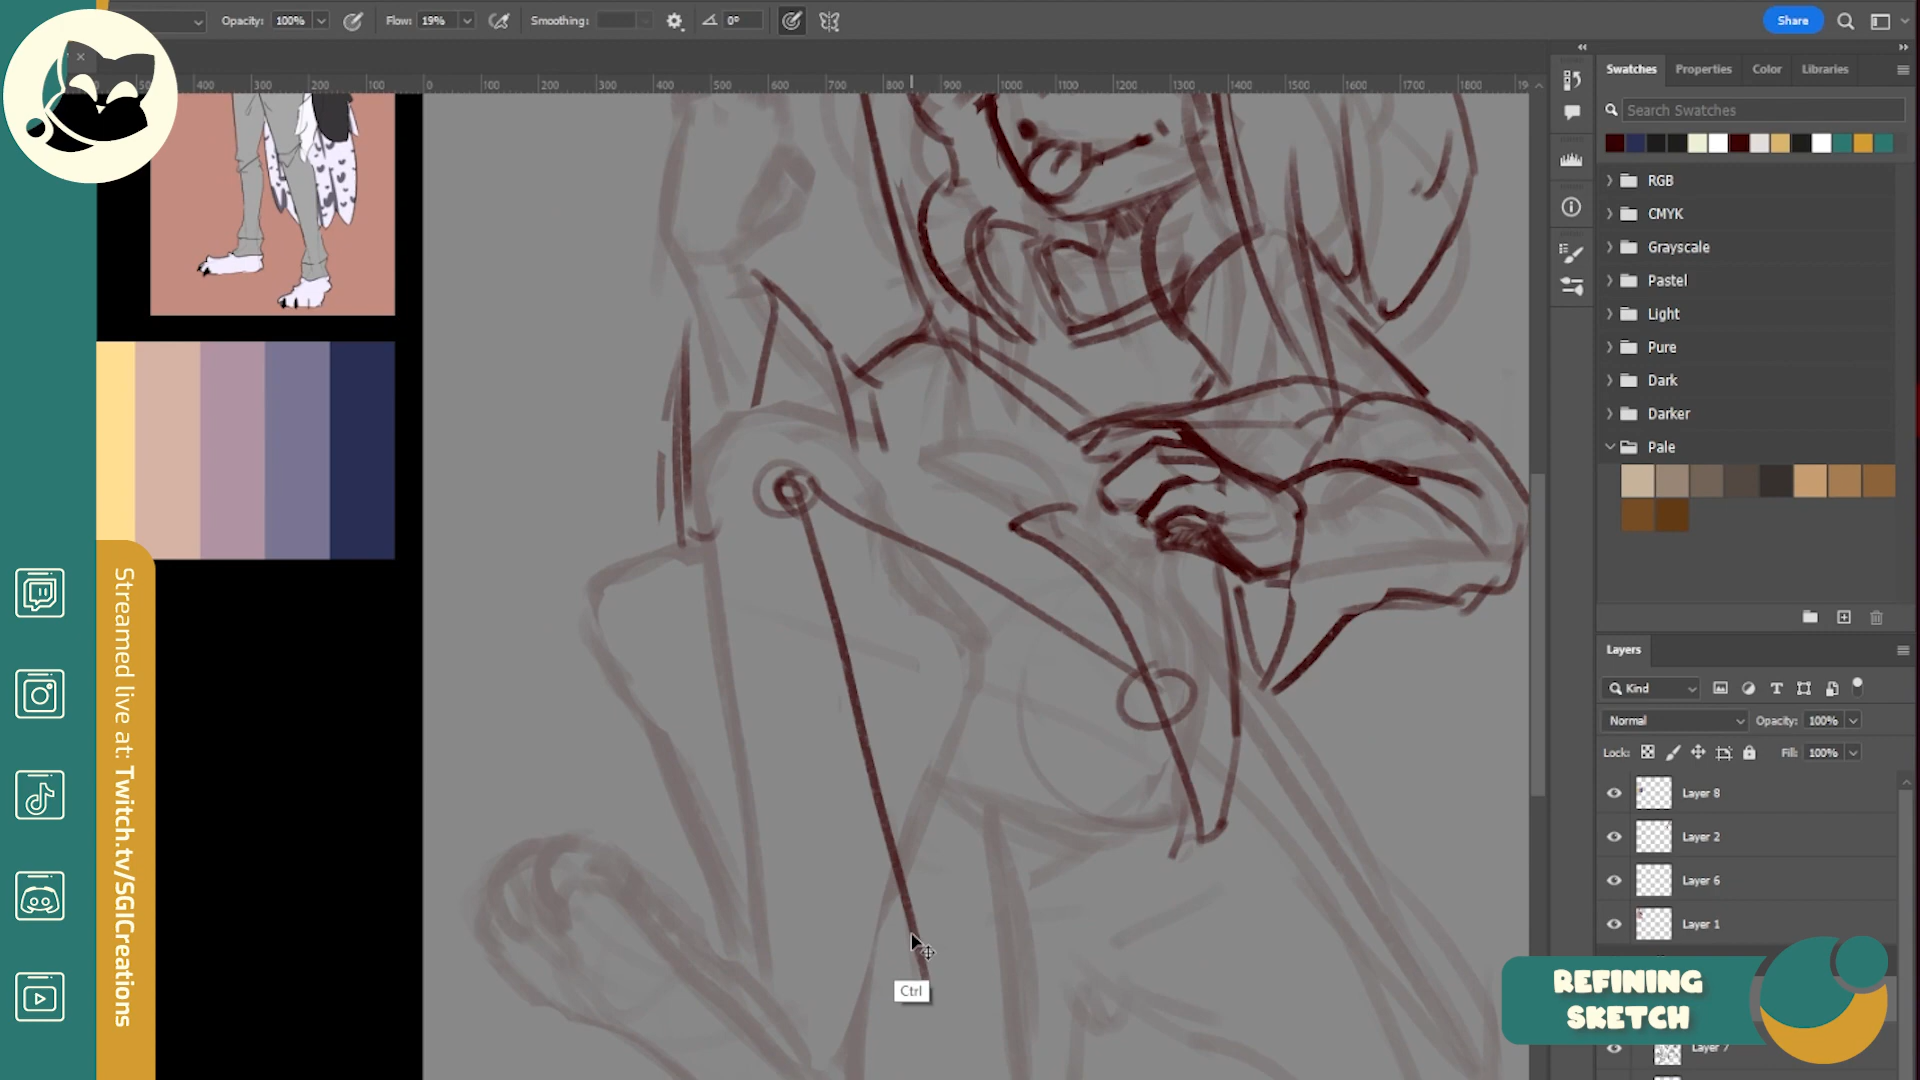 Opacity: 100% Flow: 19% Smoothing: 0° Share
400 300 200 100 0 100 200 300 400 500 600 700 800 900 1000 1100 1200 1300 1400 1500 1600 1700 1800
Swatches Properties Color Libraries
Search Swatches
RGB
CMYK
Grayscale
Pastel
Light
Pure
Dark
Darker
Pale
Layers
Kind
Normal Opacity: 100%
Lock: Fill: 100%
Layer 8
Layer 2
Layer 6
Layer 1
Layer 7
Ctrl
Streamed live at: Twitch.tv/SGICreations
REFINING
SKETCH